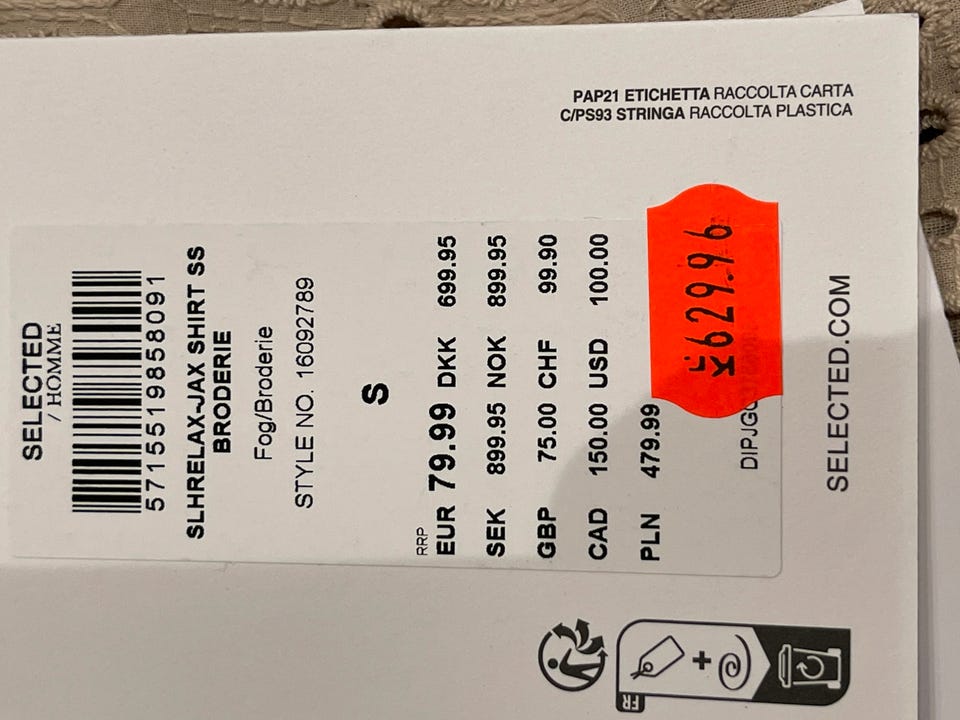 PAP21 ETICHETTA RACCOLTA CARTA
C/PS93 STRINGA RACCOLTA PLASTICA
SELECTED
/ HOMME
5715519858091
SLHRELAX-JAX SHIRT SS
BRODERIE
Fog/Broderie
STYLE NO. 16092789
S
RRP
EUR 79.99 DKK 699.95
SEK 899.95 NOK 899.95
GBP 75.00 CHF 99.90
CAD 150.00 USD 100.00
PLN 479.99
629.96
SELECTED.COM
FR